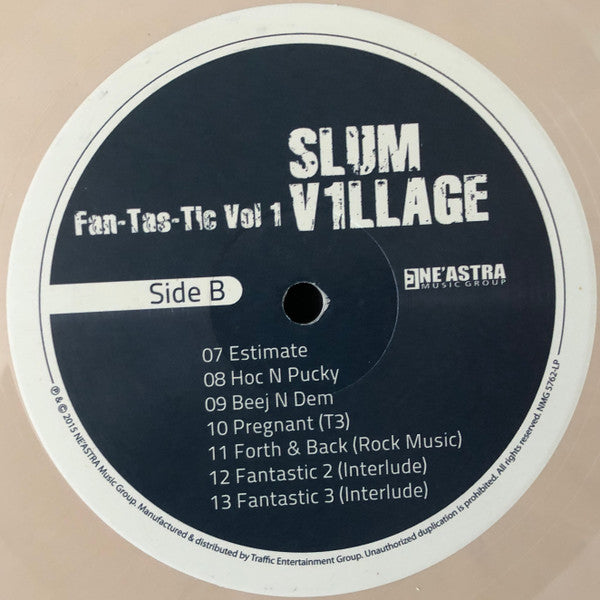 SLUM
V1LLAGE
Fan-Tas-Tic Vol 1
NE'ASTRA
MUSIC GROUP
Side B
07 Estimate
08 Hoc N Pucky
09 Beej N Dem
10 Pregnant (T3)
11 Forth & Back (Rock Music)
12 Fantastic 2 (Interlude)
13 Fantastic 3 (Interlude)
℗ & © 2015 NE'ASTRA Music Group. Manufactured & distributed by Traffic Entertainment Group. Unauthorized duplication is prohibited. All rights reserved. NMG 5762-LP